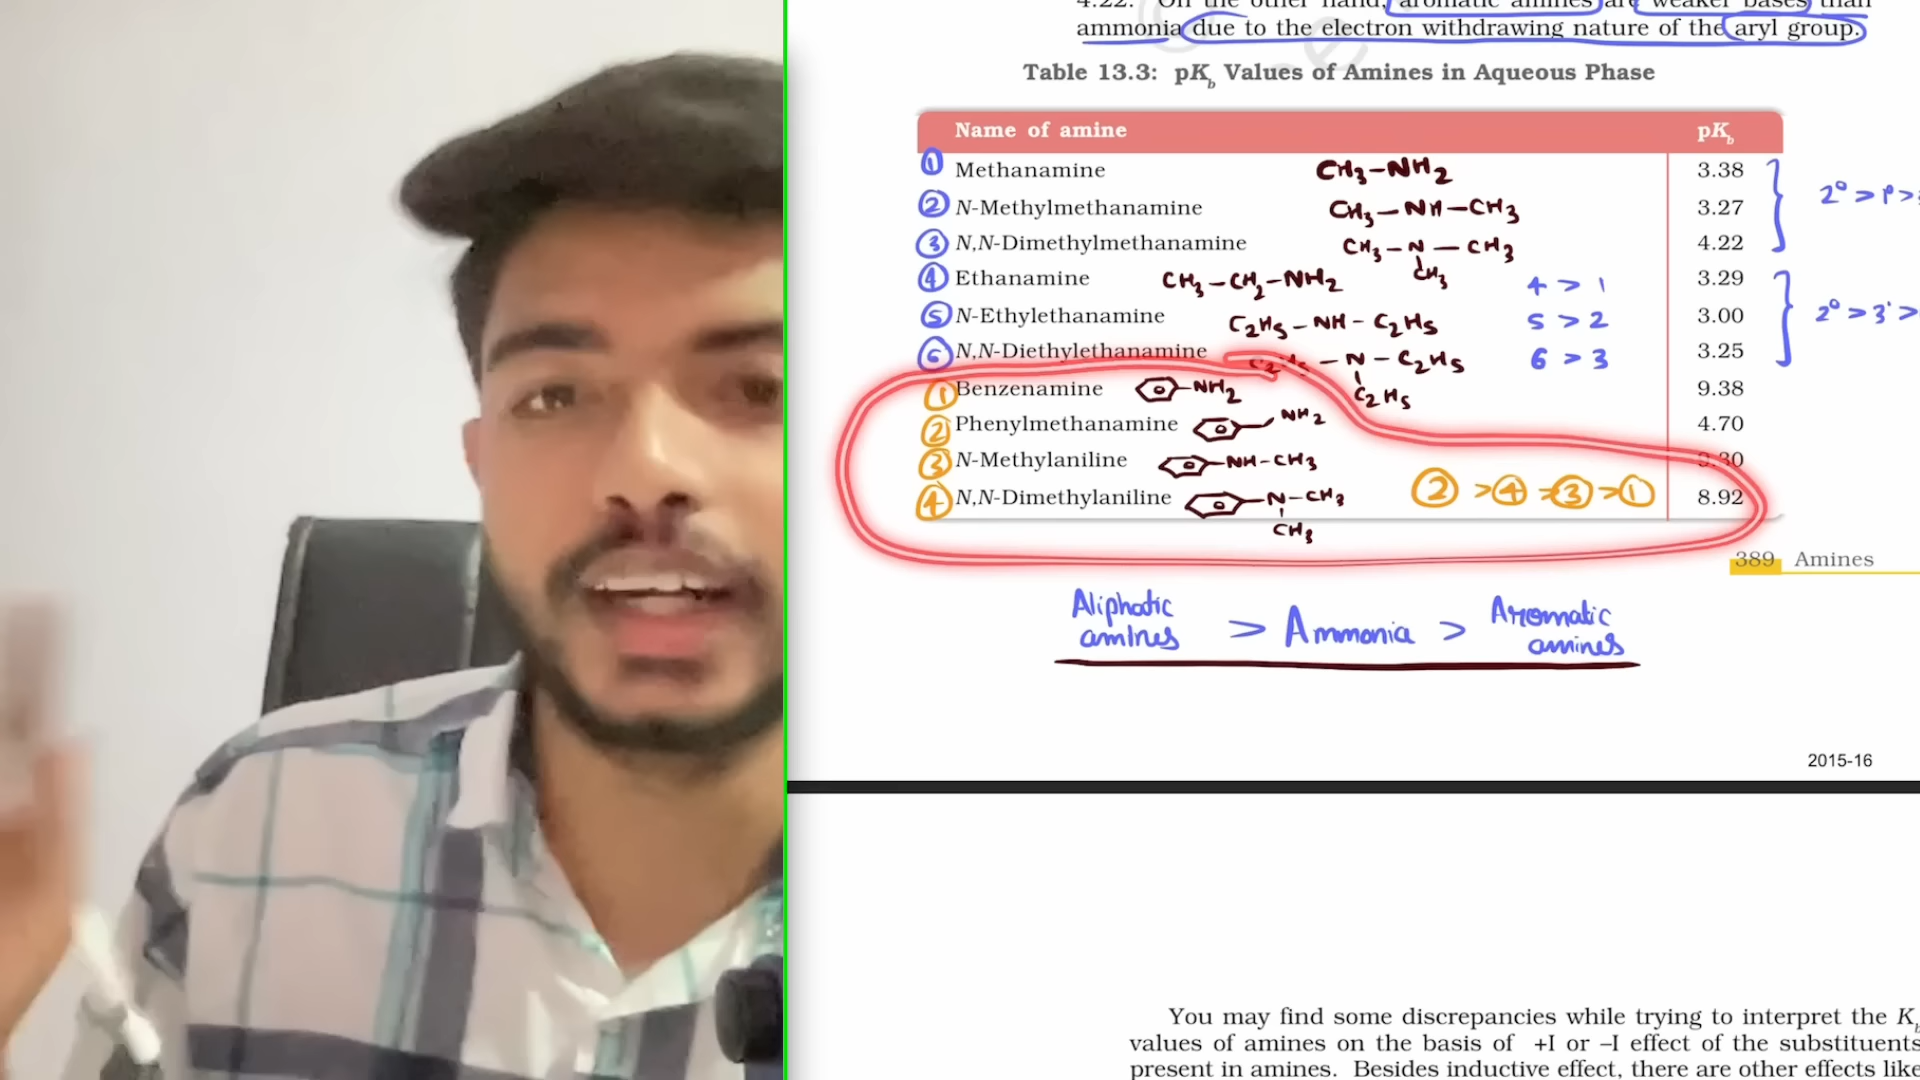 ammonia due to the electron withdrawing nature of the aryl group.
Table 13.3: pKb Values of Amines in Aqueous Phase
Name of amine pKb
① Methanamine CH3-NH2 3.38
② N-Methylmethanamine CH3-NH-CH3 3.27
③ N,N-Dimethylmethanamine CH3-N-CH3 4.22
CH3
④ Ethanamine CH3-CH2-NH2 4 > 1 3.29
⑤ N-Ethylethanamine C2H5-NH-C2H5 5 > 2 3.00
⑥ N,N-Diethylethanamine C2H5-N-C2H5 6 > 3 3.25
C2H5
2° >
2° > 3° >
① Benzenamine NH2 9.38
② Phenylmethanamine NH2 4.70
③ N-Methylaniline NH-CH3
④ N,N-Dimethylaniline N-CH3 ② > ④ > ③ > ① 8.92
CH3
389 Amines
Aliphatic amines > Ammonia > Aromatic amines
2015-16
You may find some discrepancies while trying to interpret the Kb
values of amines on the basis of +I or –I effect of the substituents
present in amines. Besides inductive effect, there are other effects like